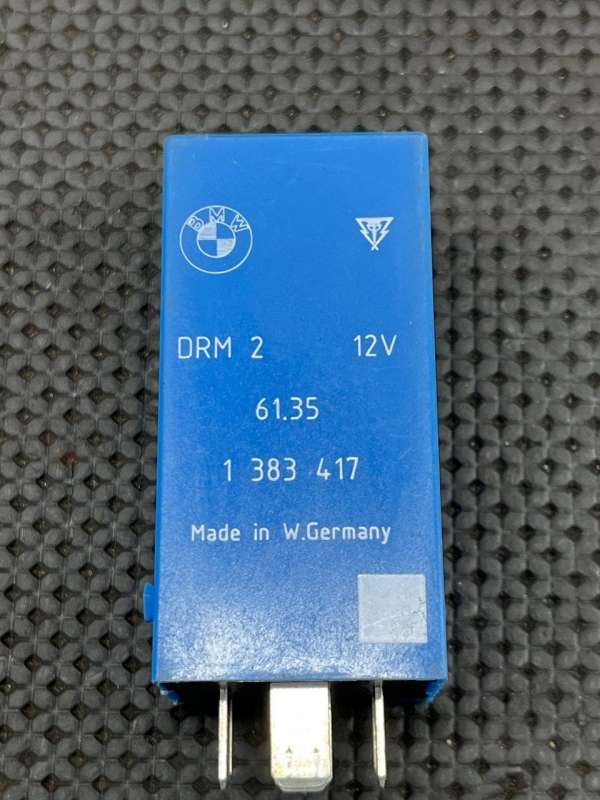 BMW
DRM 2 12V
61.35
1 383 417
Made in W.Germany